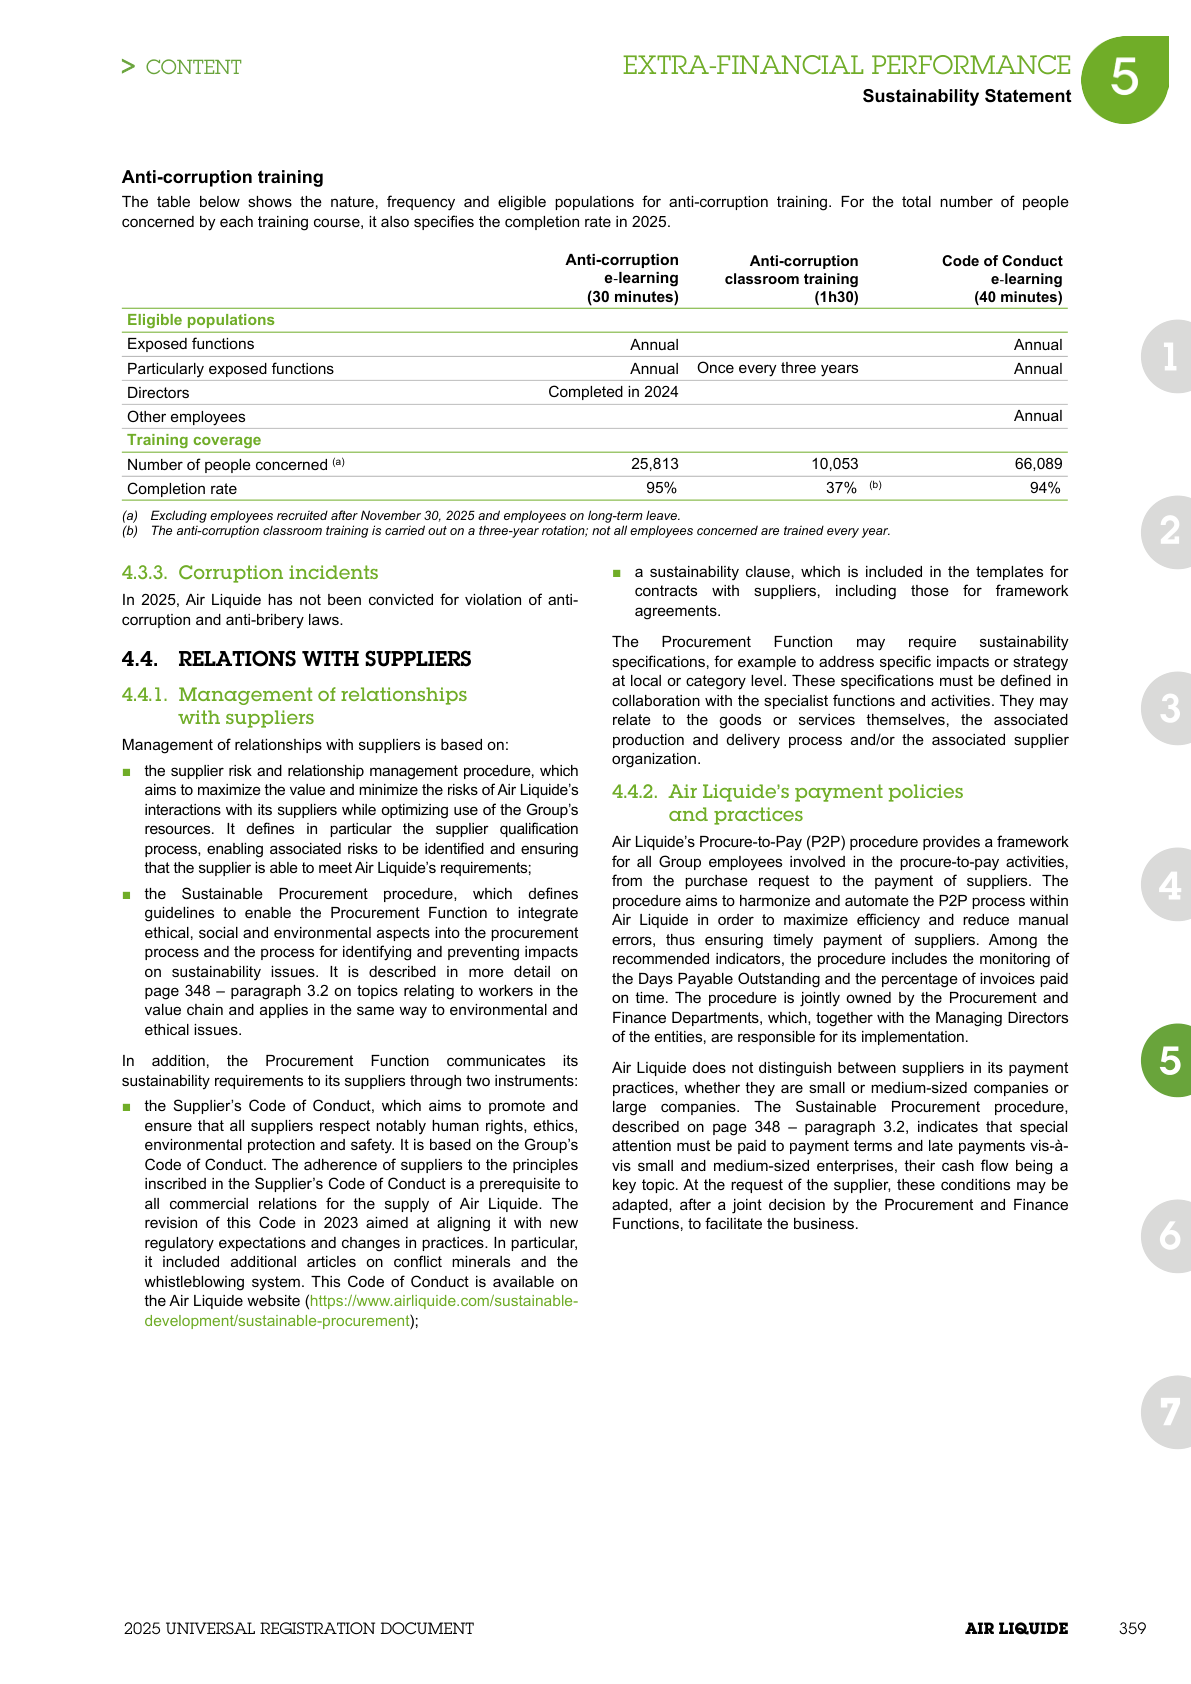 > CONTENT
EXTRA-FINANCIAL PERFORMANCE
Sustainability Statement
5
Anti-corruption training
The table below shows the nature, frequency and eligible populations for anti-corruption training. For the total number of people
concerned by each training course, it also specifies the completion rate in 2025.
Anti-corruption e-learning (30 minutes) Anti-corruption classroom training (1h30) Code of Conduct e-learning (40 minutes)
Eligible populations
Exposed functions Annual Annual
Particularly exposed functions Annual Once every three years Annual
Directors Completed in 2024
Other employees Annual
Training coverage
Number of people concerned (a) 25,813 10,053 66,089
Completion rate 95% 37% (b) 94%
(a) Excluding employees recruited after November 30, 2025 and employees on long-term leave.
(b) The anti-corruption classroom training is carried out on a three-year rotation; not all employees concerned are trained every year.
4.3.3. Corruption incidents
In 2025, Air Liquide has not been convicted for violation of anti-
corruption and anti-bribery laws.
4.4. RELATIONS WITH SUPPLIERS
4.4.1. Management of relationships
with suppliers
Management of relationships with suppliers is based on:
■ the supplier risk and relationship management procedure, which
aims to maximize the value and minimize the risks of Air Liquide's
interactions with its suppliers while optimizing use of the Group's
resources. It defines in particular the supplier qualification
process, enabling associated risks to be identified and ensuring
that the supplier is able to meet Air Liquide's requirements;
■ the Sustainable Procurement procedure, which defines
guidelines to enable the Procurement Function to integrate
ethical, social and environmental aspects into the procurement
process and the process for identifying and preventing impacts
on sustainability issues. It is described in more detail on
page 348 – paragraph 3.2 on topics relating to workers in the
value chain and applies in the same way to environmental and
ethical issues.
In addition, the Procurement Function communicates its
sustainability requirements to its suppliers through two instruments:
■ the Supplier's Code of Conduct, which aims to promote and
ensure that all suppliers respect notably human rights, ethics,
environmental protection and safety. It is based on the Group's
Code of Conduct. The adherence of suppliers to the principles
inscribed in the Supplier's Code of Conduct is a prerequisite to
all commercial relations for the supply of Air Liquide. The
revision of this Code in 2023 aimed at aligning it with new
regulatory expectations and changes in practices. In particular,
it included additional articles on conflict minerals and the
whistleblowing system. This Code of Conduct is available on
the Air Liquide website (https://www.airliquide.com/sustainable-
development/sustainable-procurement);
■ a sustainability clause, which is included in the templates for
contracts with suppliers, including those for framework
agreements.
The Procurement Function may require sustainability
specifications, for example to address specific impacts or strategy
at local or category level. These specifications must be defined in
collaboration with the specialist functions and activities. They may
relate to the goods or services themselves, the associated
production and delivery process and/or the associated supplier
organization.
4.4.2. Air Liquide's payment policies
and practices
Air Liquide's Procure-to-Pay (P2P) procedure provides a framework
for all Group employees involved in the procure-to-pay activities,
from the purchase request to the payment of suppliers. The
procedure aims to harmonize and automate the P2P process within
Air Liquide in order to maximize efficiency and reduce manual
errors, thus ensuring timely payment of suppliers. Among the
recommended indicators, the procedure includes the monitoring of
the Days Payable Outstanding and the percentage of invoices paid
on time. The procedure is jointly owned by the Procurement and
Finance Departments, which, together with the Managing Directors
of the entities, are responsible for its implementation.
Air Liquide does not distinguish between suppliers in its payment
practices, whether they are small or medium-sized companies or
large companies. The Sustainable Procurement procedure,
described on page 348 – paragraph 3.2, indicates that special
attention must be paid to payment terms and late payments vis-à-
vis small and medium-sized enterprises, their cash flow being a
key topic. At the request of the supplier, these conditions may be
adapted, after a joint decision by the Procurement and Finance
Functions, to facilitate the business.
1
2
3
4
5
6
7
2025 UNIVERSAL REGISTRATION DOCUMENT
AIR LIQUIDE 359